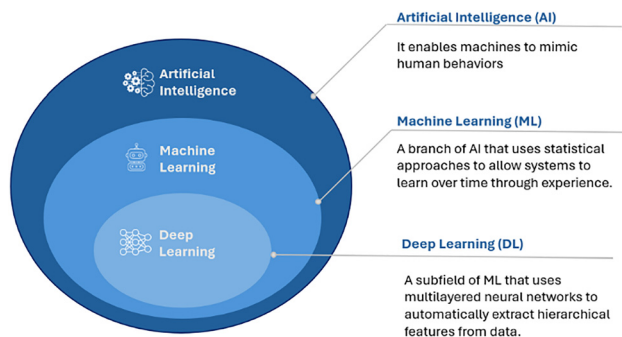 Artificial
Intelligence
Machine
Learning
Deep
Learning
Artificial Intelligence (AI)
It enables machines to mimic
human behaviors
Machine Learning (ML)
A branch of AI that uses statistical
approaches to allow systems to
learn over time through experience.
Deep Learning (DL)
A subfield of ML that uses
multilayered neural networks to
automatically extract hierarchical
features from data.